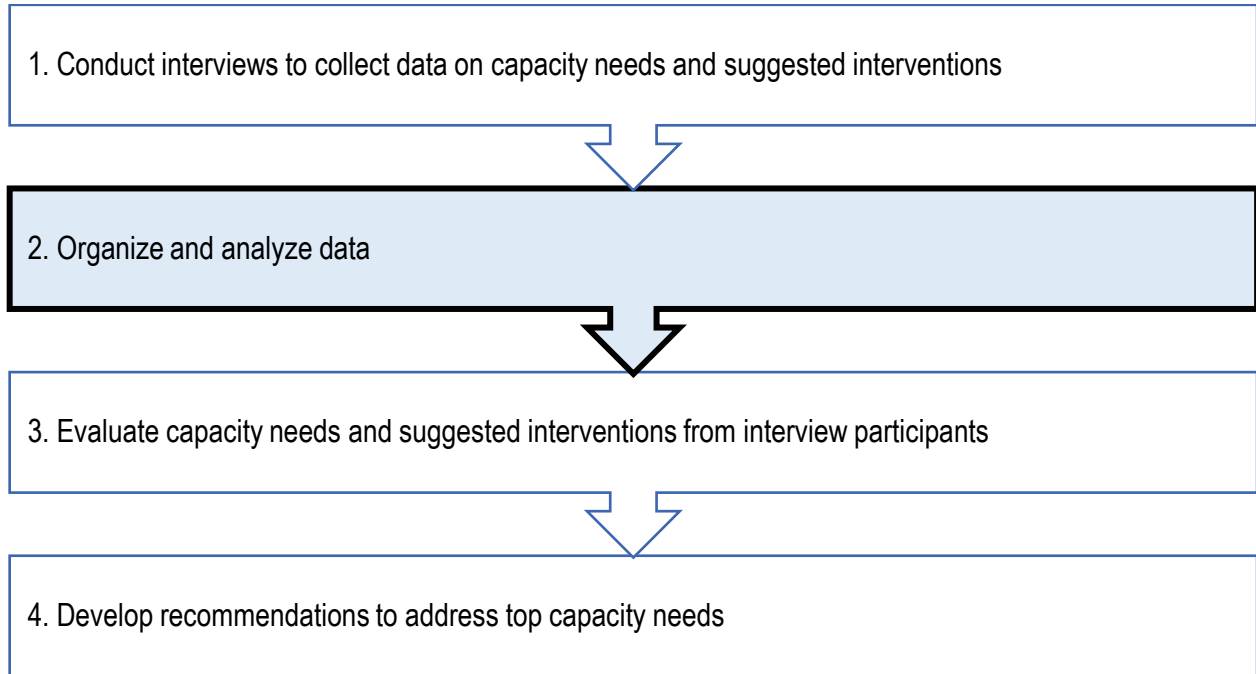 1. Conduct interviews to collect data on capacity needs and suggested interventions
2. Organize and analyze data
3. Evaluate capacity needs and suggested interventions from interview participants
4. Develop recommendations to address top capacity needs